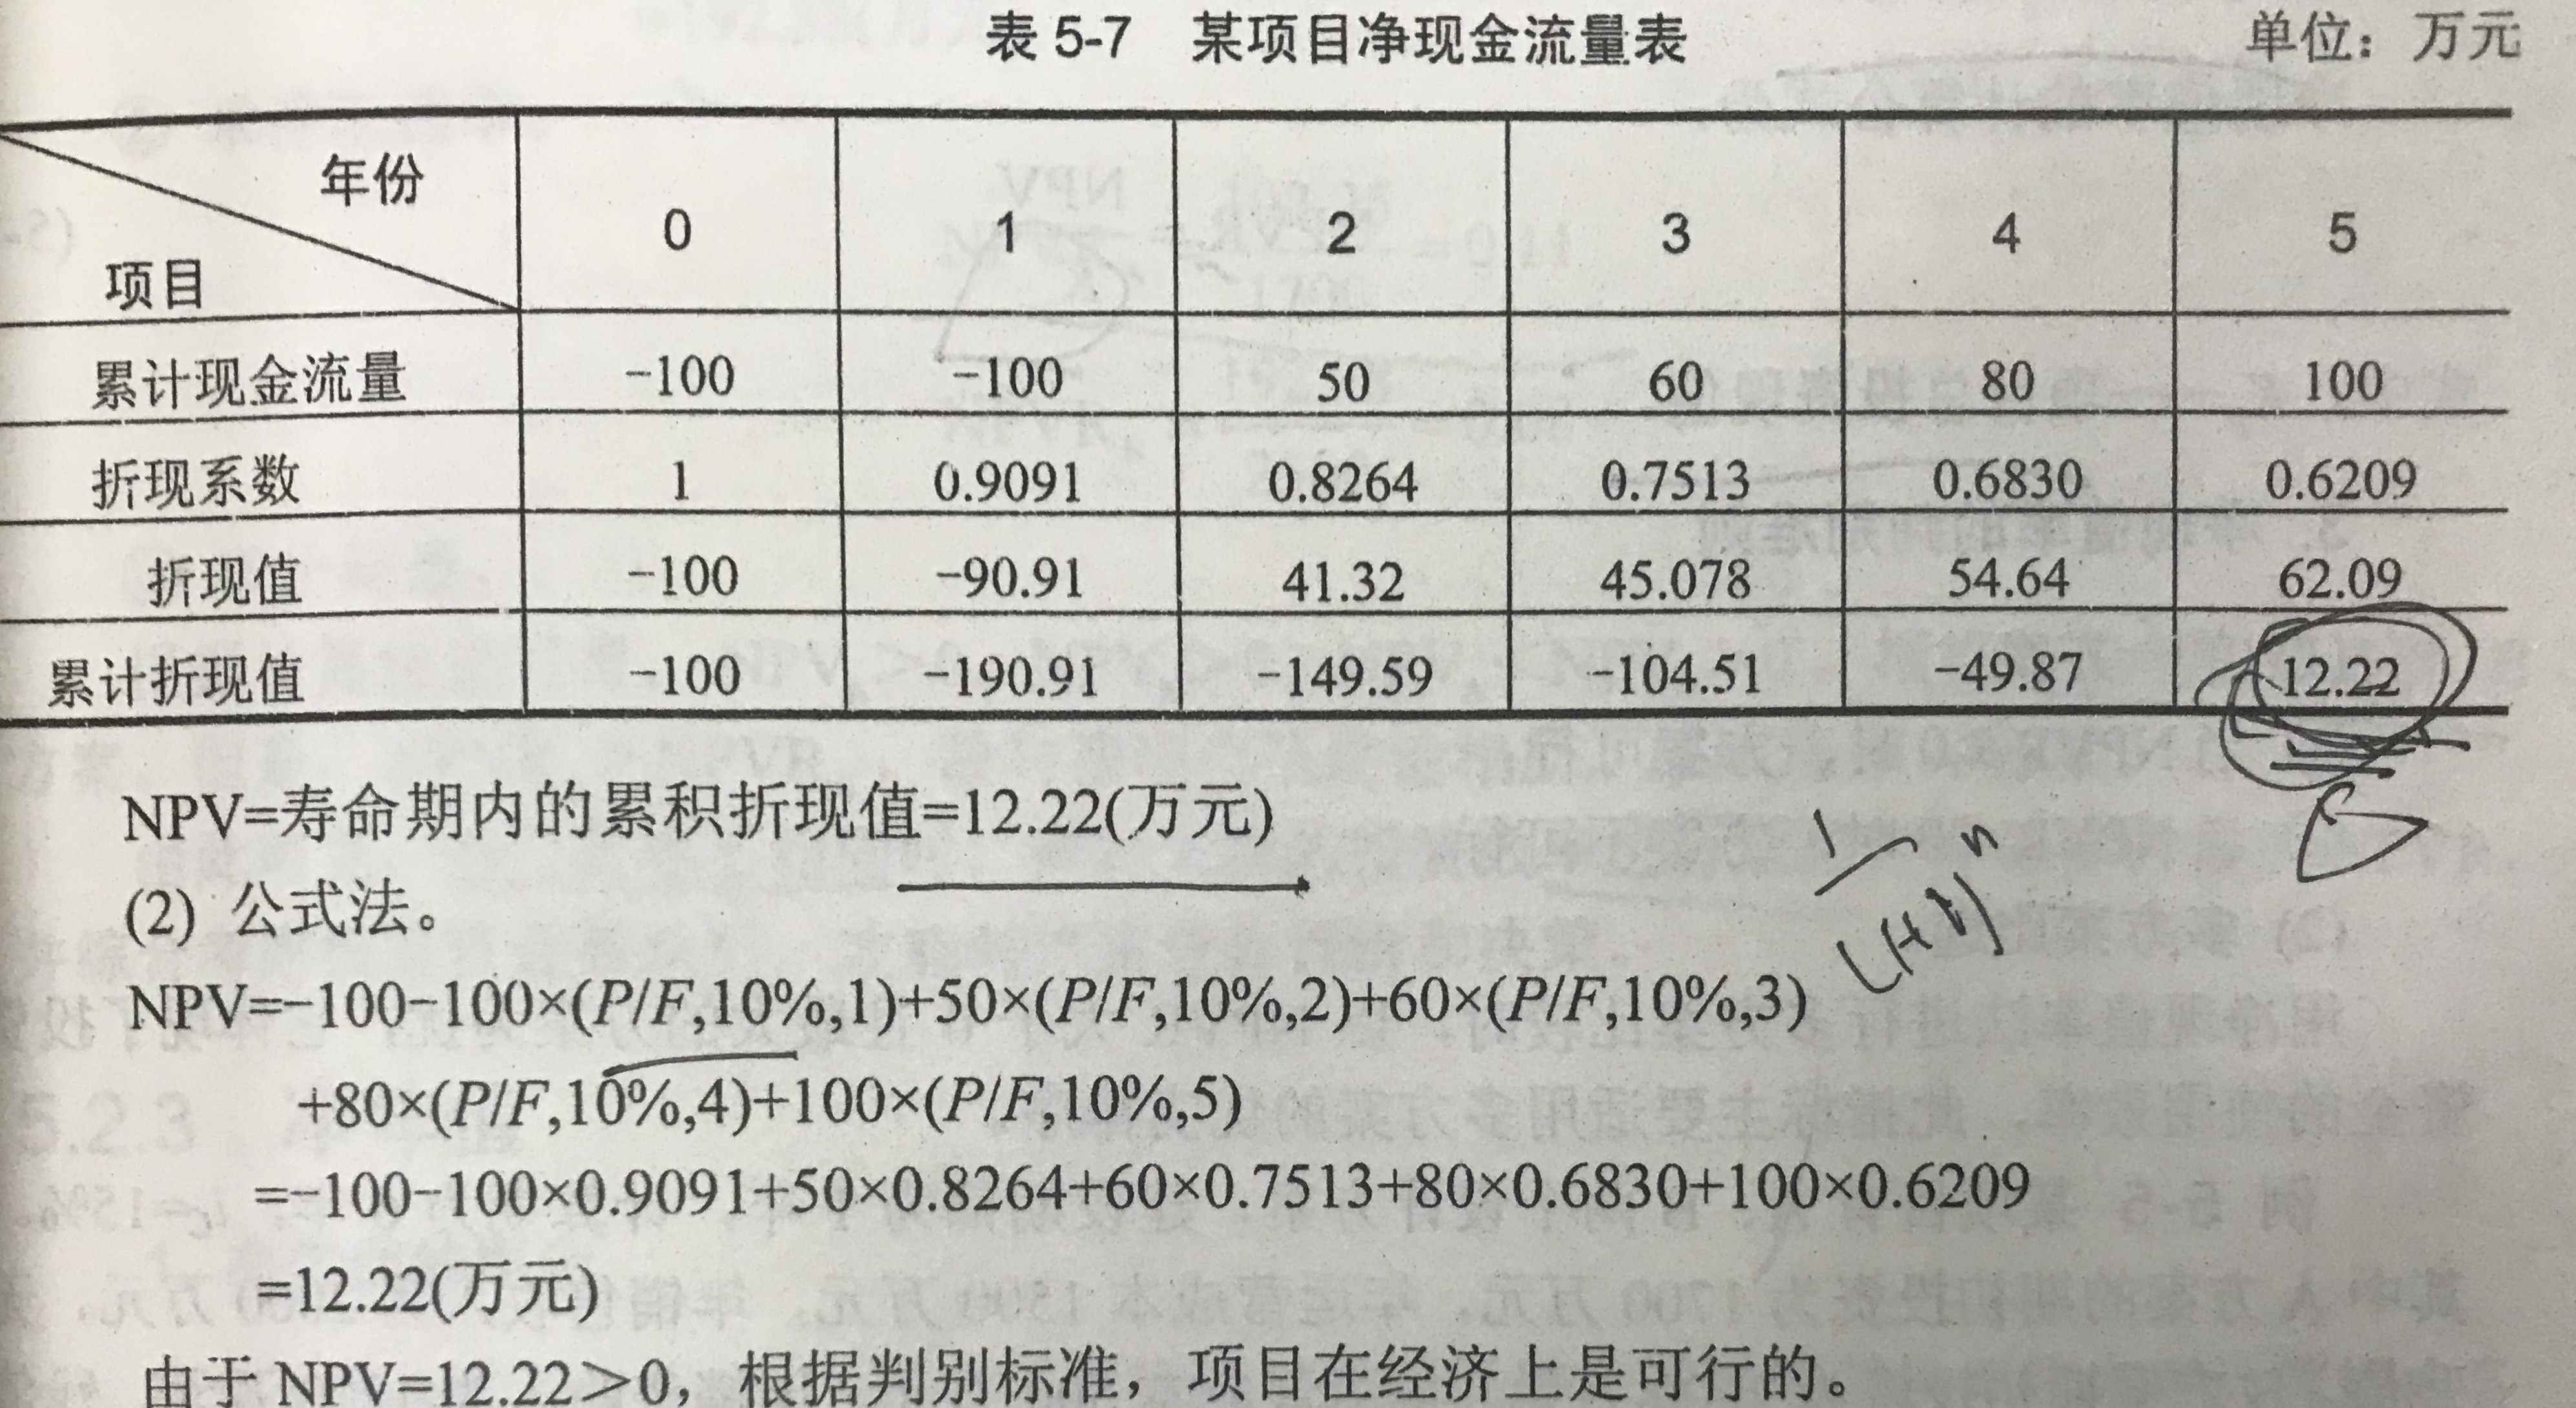 表 5-7 某项目净现金流量表 单位：万元
年份 0 1 2 3 4 5
项目
累计现金流量 -100 -100 50 60 80 100
折现系数 1 0.9091 0.8264 0.7513 0.6830 0.6209
折现值 -100 -90.91 41.32 45.078 54.64 62.09
累计折现值 -100 -190.91 -149.59 -104.51 -49.87 12.22
NPV=寿命期内的累积折现值=12.22(万元)
(2) 公式法。
NPV=-100-100×(P/F,10%,1)+50×(P/F,10%,2)+60×(P/F,10%,3)
+80×(P/F,10%,4)+100×(P/F,10%,5)
=-100-100×0.9091+50×0.8264+60×0.7513+80×0.6830+100×0.6209
=12.22(万元)
由于 NPV=12.22＞0，根据判别标准，项目在经济上是可行的。